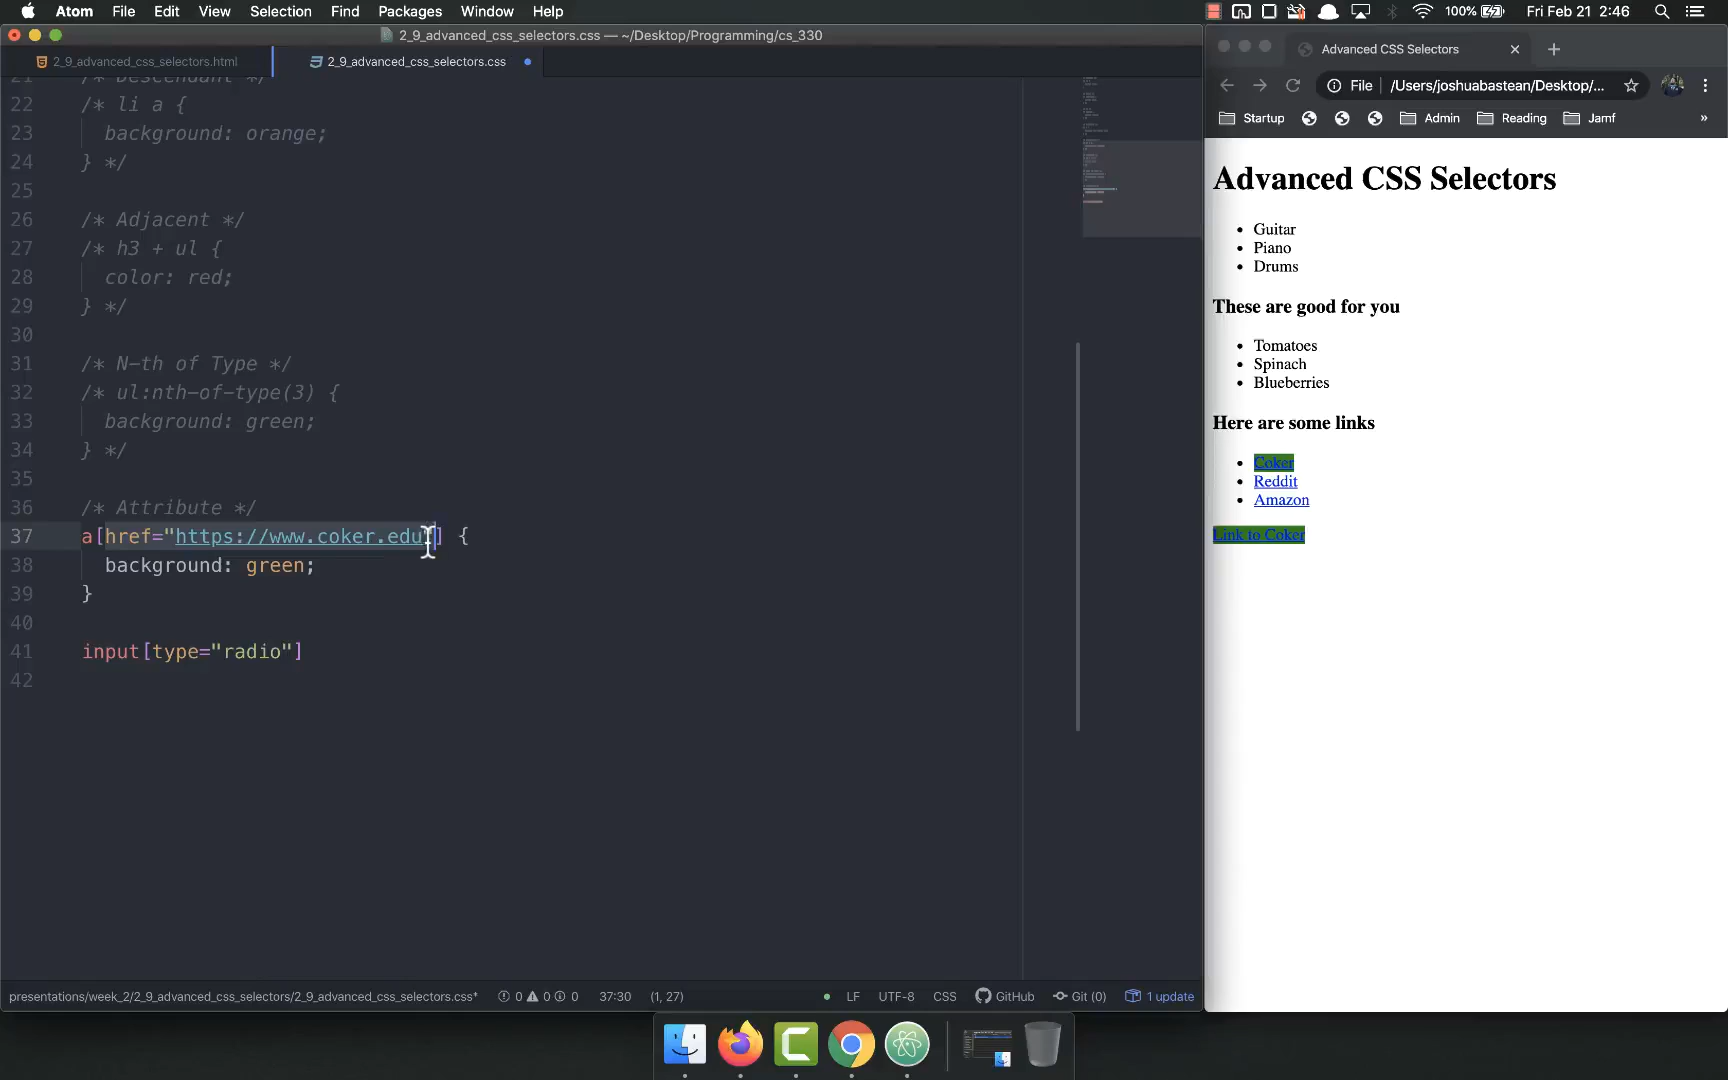 Atom File Edit View Selection Find Packages Window Help 100% Fri Feb 21 2:46
2_9_advanced_css_selectors.css — ~/Desktop/Programming/cs_330
2_9_advanced_css_selectors.html 2_9_advanced_css_selectors.css
21 /* Descendant */
22 /* li a {
23 background: orange;
24 } */
25
26 /* Adjacent */
27 /* h3 + ul {
28 color: red;
29 } */
30
31 /* N-th of Type */
32 /* ul:nth-of-type(3) {
33 background: green;
34 } */
35
36 /* Attribute */
37 a[href="https://www.coker.edu"] {
38 background: green;
39 }
40
41 input[type="radio"]
42
presentations/week_2/2_9_advanced_css_selectors/2_9_advanced_css_selectors.css* 0 0 0 37:30 (1, 27) LF UTF-8 CSS GitHub Git (0) 1 update
Advanced CSS Selectors
File /Users/joshuabastean/Desktop/...
Startup Admin Reading Jamf »
Advanced CSS Selectors
• Guitar
• Piano
• Drums
These are good for you
• Tomatoes
• Spinach
• Blueberries
Here are some links
• Coker
• Reddit
• Amazon
Link to Coker